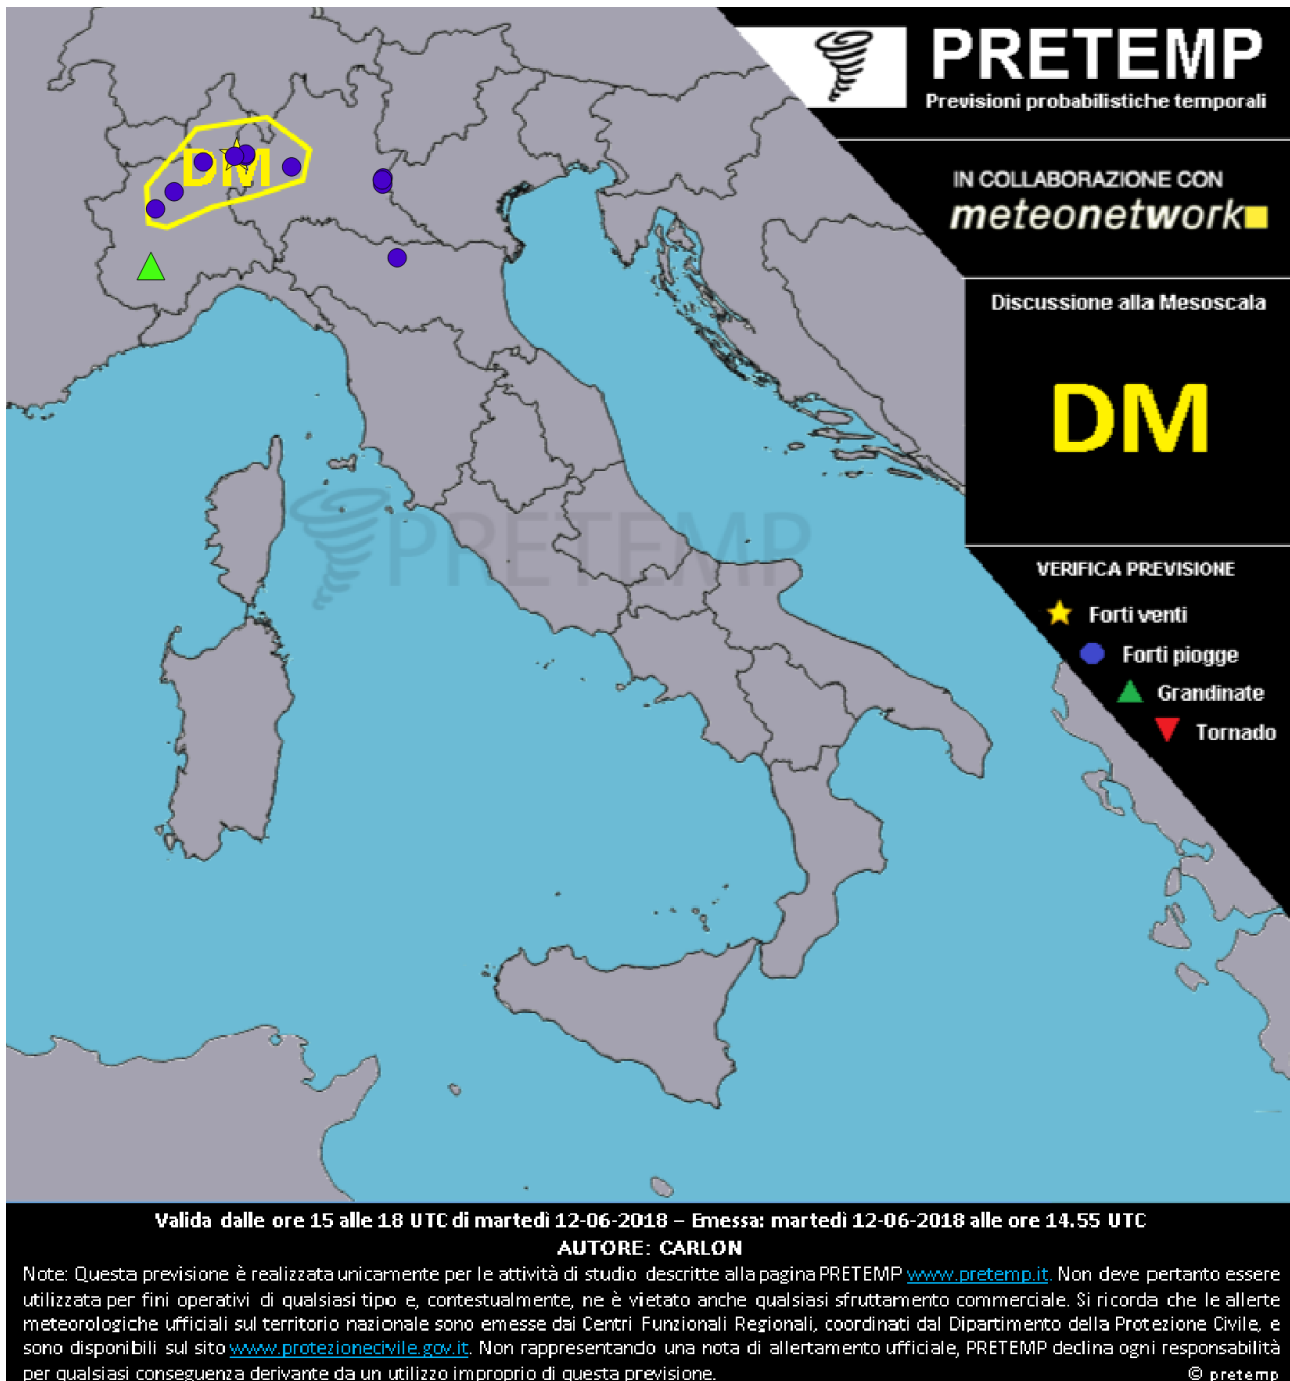 PRETEMP
Previsioni probabilistiche temporali
IN COLLABORAZIONE CON
meteonetwork
Discussione alla Mesoscala
DM
DM
PRETEMP
VERIFICA PREVISIONE
Forti venti
Forti piogge
Grandinate
Tornado
Valida dalle ore 15 alle 18 UTC di martedì 12-06-2018 – Emessa: martedì 12-06-2018 alle ore 14.55 UTC
AUTORE: CARLON
Note: Questa previsione è realizzata unicamente per le attività di studio descritte alla pagina PRETEMP www.pretemp.it. Non deve pertanto essere
utilizzata per fini operativi di qualsiasi tipo e, contestualmente, ne è vietato anche qualsiasi sfruttamento commerciale. Si ricorda che le allerte
meteorologiche ufficiali sul territorio nazionale sono emesse dai Centri Funzionali Regionali, coordinati dal Dipartimento della Protezione Civile, e
sono disponibili sul sito www.protezionecivile.gov.it. Non rappresentando una nota di allertamento ufficiale, PRETEMP declina ogni responsabilità
per qualsiasi conseguenza derivante da un utilizzo improprio di questa previsione.
© pretemp